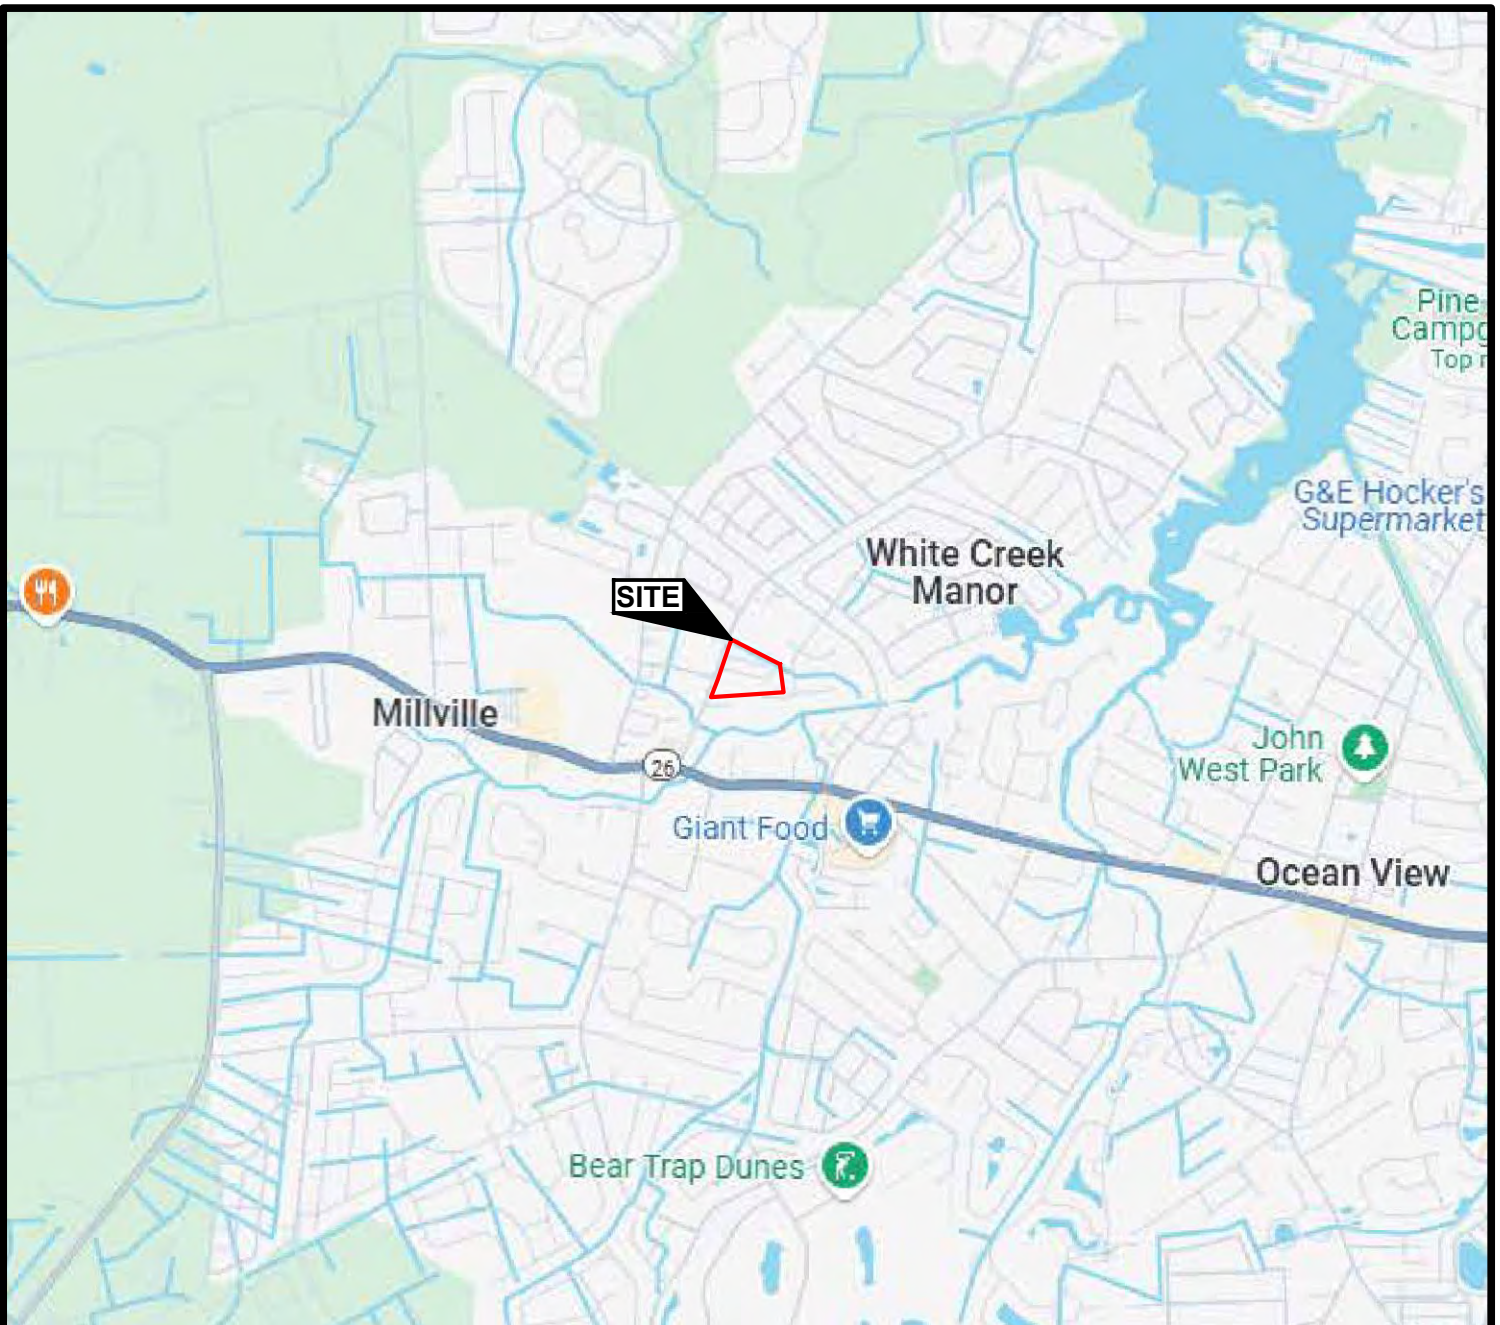 Pine
Campg
Top r
G&E Hocker's
Supermarket
White Creek
Manor
SITE
Millville
26
John
West Park
Giant Food
Ocean View
Bear Trap Dunes